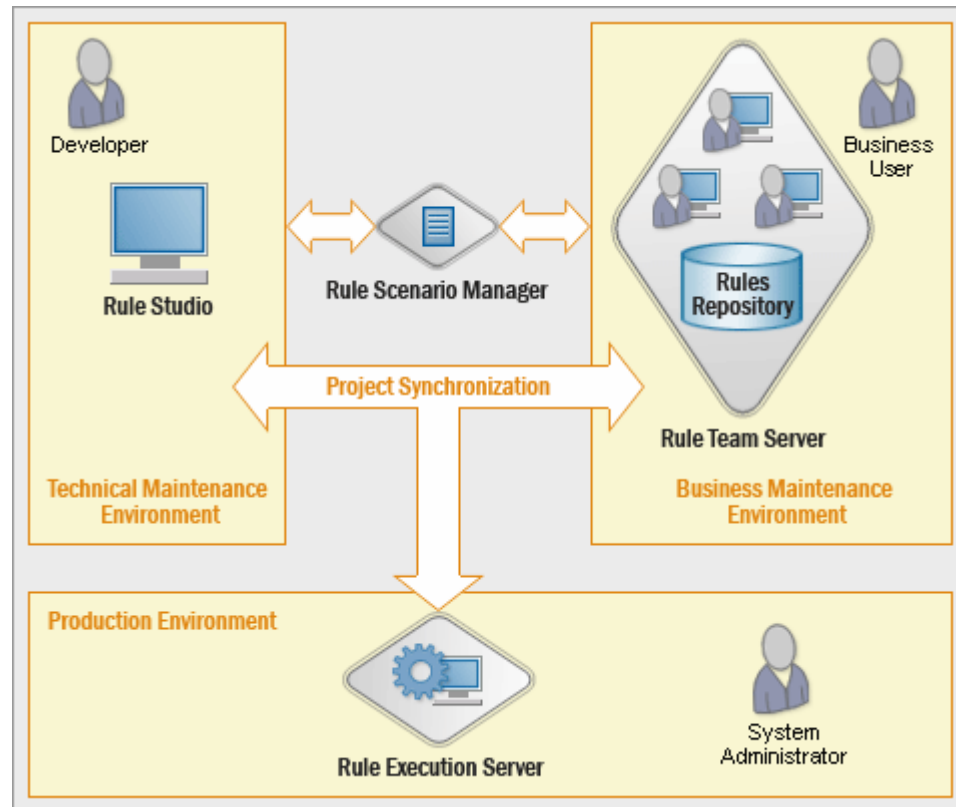 Developer
Rule Studio
Technical Maintenance
Environment
Rule Scenario Manager
Project Synchronization
Business
User
Rules
Repository
Rule Team Server
Business Maintenance
Environment
Production Environment
Rule Execution Server
System
Administrator